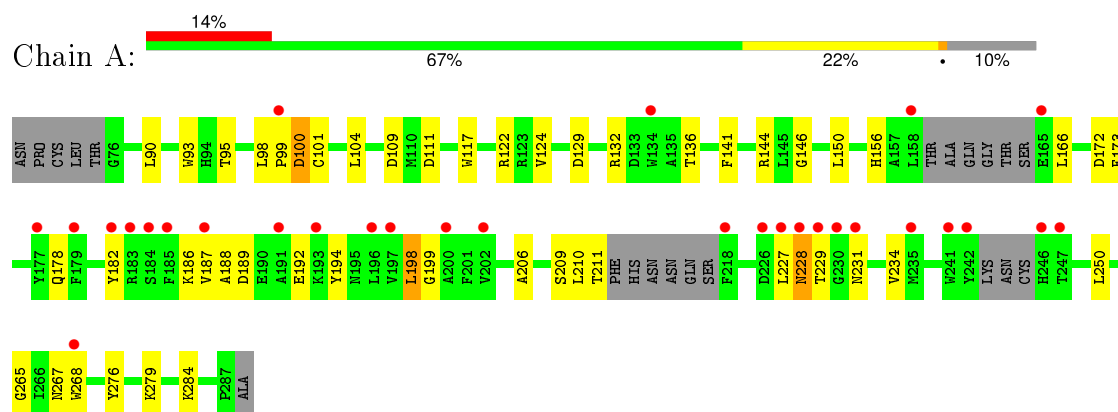 14%
Chain A:
67% 22% • 10%
ASN PRO CYS LEU THR G76 L90 W93 H94 T95 L98 P99 D100 C101 L104 D109 M110 D111 W117 R122 R123 V124 D129 R132 D133 W134 A135 T136 F141 R144 L145 G146 L150 H156 A157 L158 THR ALA GLN GLY THR SER E165 L166 D172
Y177 Q178 F179 Y182 R183 S184 F185 K186 V187 A188 D189 E190 A191 E192 K193 Y194 N195 L196 V197 L198 G199 A200 F201 V202 A206 S209 L210 T211 PHE HIS ASN ASN GLN SER F218 D226 L227 N228 T229 G230 N231 V234 M235 W241 Y242 LYS ASN CYS H246 T247 L250
G265 I266 N267 W268 Y276 K279 K284 P287 ALA